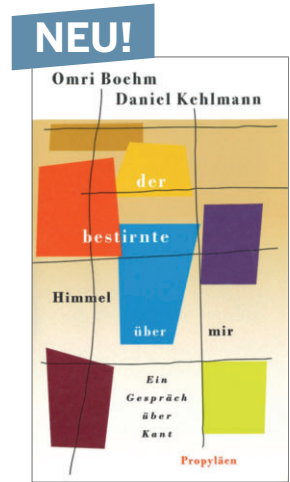 NEU!
Omri Boehm
Daniel Kehlmann
der
bestirnte
Himmel
über mir
Ein
Gespräch
über
Kant
Propyläen